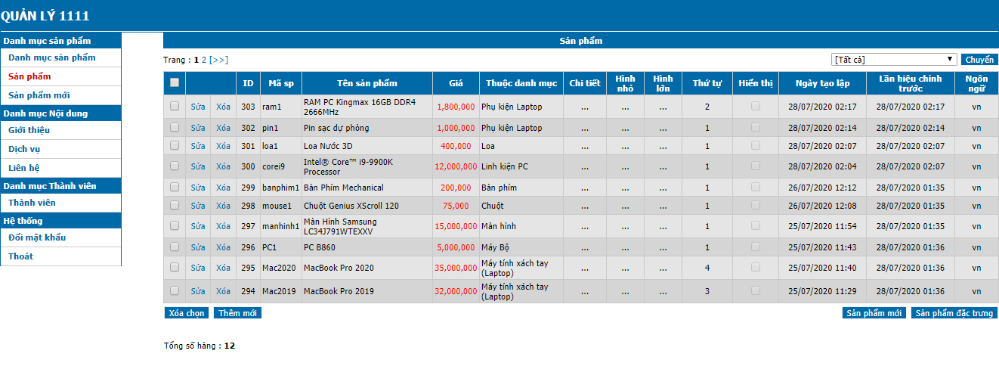 QUẢN LÝ 1111
Danh mục sản phẩm
Danh mục sản phẩm
Sản phẩm
Sản phẩm mới
Danh mục Nội dung
Giới thiệu
Dịch vụ
Liên hệ
Danh mục Thành viên
Thành viên
Hệ thống
Đổi mật khẩu
Thoát
Sản phẩm
Trang : 1 2 [>>]
[Tất cả] Chuyển
ID Mã sp Tên sản phẩm Giá Thuộc danh mục Chi tiết Hình nhỏ Hình lớn Thứ tự Hiển thị Ngày tạo lập Lần hiệu chỉnh trước Ngôn ngữ
Sửa Xóa 303 ram1 RAM PC Kingmax 16GB DDR4 2666MHz 1,800,000 Phụ kiện Laptop ... ... ... 2 28/07/2020 02:17 28/07/2020 02:17 vn
Sửa Xóa 302 pin1 Pin sạc dự phòng 1,000,000 Phụ kiện Laptop ... ... ... 1 28/07/2020 02:14 28/07/2020 02:14 vn
Sửa Xóa 301 loa1 Loa Nước 3D 400,000 Loa ... ... ... 1 28/07/2020 02:07 28/07/2020 02:07 vn
Sửa Xóa 300 corei9 Intel® Core™ i9-9900K Processor 12,000,000 Linh kiện PC ... ... ... 1 28/07/2020 02:04 28/07/2020 02:07 vn
Sửa Xóa 299 banphim1 Bàn Phím Mechanical 200,000 Bàn phím ... ... ... 1 26/07/2020 12:12 28/07/2020 01:35 vn
Sửa Xóa 298 mouse1 Chuột Genius XScroll 120 75,000 Chuột ... ... ... 1 26/07/2020 12:08 28/07/2020 01:35 vn
Sửa Xóa 297 manhinh1 Màn Hình Samsung LC34J791WTEXXV 15,000,000 Màn hình ... ... ... 1 25/07/2020 11:54 28/07/2020 01:35 vn
Sửa Xóa 296 PC1 PC B860 5,000,000 Máy Bộ ... ... ... 1 25/07/2020 11:43 28/07/2020 01:36 vn
Sửa Xóa 295 Mac2020 MacBook Pro 2020 35,000,000 Máy tính xách tay (Laptop) ... ... ... 4 25/07/2020 11:40 28/07/2020 01:36 vn
Sửa Xóa 294 Mac2019 MacBook Pro 2019 32,000,000 Máy tính xách tay (Laptop) ... ... ... 3 25/07/2020 11:29 28/07/2020 01:36 vn
Xóa chọn Thêm mới Sản phẩm mới Sản phẩm đặc trưng
Tổng số hàng : 12